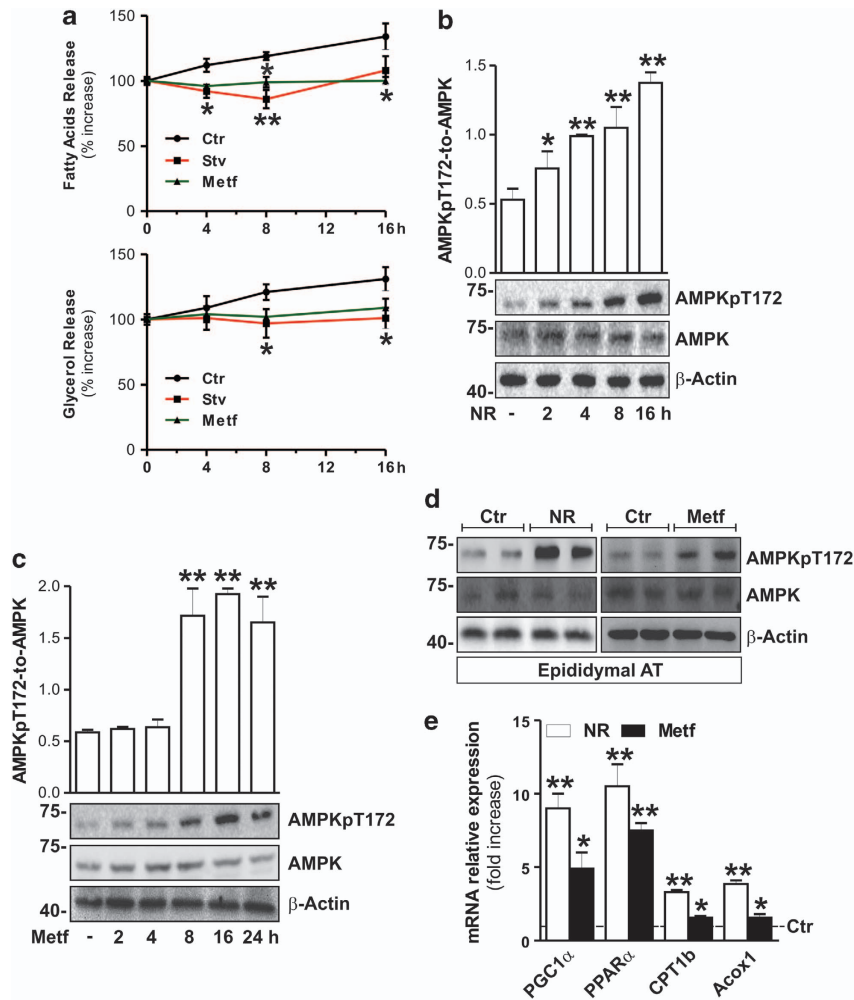 a
Fatty Acids Release
(% increase)
150
100
50
0
Ctr
Stv
Metf
*
*
**
*
0 4 8 12 16 h
Glycerol Release
(% increase)
150
100
50
0
Ctr
Stv
Metf
*
*
0 4 8 12 16 h
b
AMPKpT172-to-AMPK
1.5
1.0
0.5
0.0
*
**
**
**
75-
AMPKpT172
75-
AMPK
40-
β-Actin
NR - 2 4 8 16 h
c
AMPKpT172-to-AMPK
2.0
1.5
1.0
0.5
0.0
** ** **
75-
AMPKpT172
75-
AMPK
40-
β-Actin
Metf - 2 4 8 16 24 h
d
Ctr NR Ctr Metf
75-
AMPKpT172
75-
AMPK
40-
β-Actin
Epididymal AT
e
mRNA relative expression
(fold increase)
15
10
5
0
NR Metf
** * ** ** ** * ** *
Ctr
PGC1α PPARα CPT1b Acox1